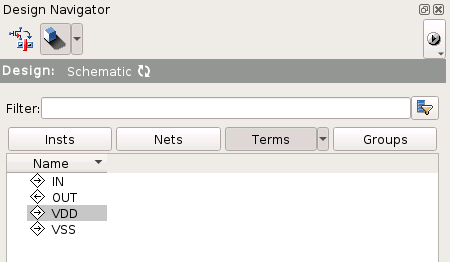 Design Navigator
Design: Schematic
Filter:
Insts Nets Terms Groups
Name
IN
OUT
VDD
VSS